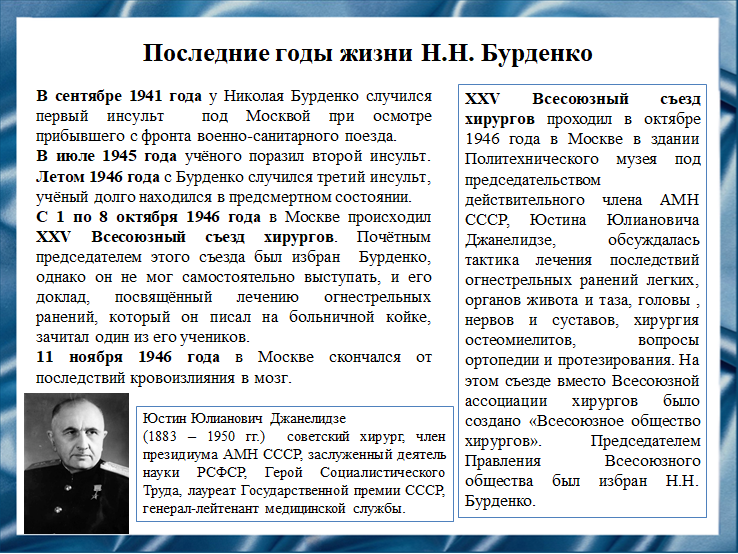 Последние годы жизни Н.Н. Бурденко
В сентябре 1941 года у Николая Бурденко случился
первый инсульт под Москвой при осмотре
прибывшего с фронта военно-санитарного поезда.
В июле 1945 года учёного поразил второй инсульт.
Летом 1946 года с Бурденко случился третий инсульт,
учёный долго находился в предсмертном состоянии.
С 1 по 8 октября 1946 года в Москве происходил
XXV Всесоюзный съезд хирургов. Почётным
председателем этого съезда был избран Бурденко,
однако он не мог самостоятельно выступать, и его
доклад, посвящённый лечению огнестрельных
ранений, который он писал на больничной койке,
зачитал один из его учеников.
11 ноября 1946 года в Москве скончался от
последствий кровоизлияния в мозг.
XXV Всесоюзный съезд
хирургов проходил в октябре
1946 года в Москве в здании
Политехнического музея под
председательством
действительного члена АМН
СССР, Юстина Юлиановича
Джанелидзе, обсуждалась
тактика лечения последствий
огнестрельных ранений легких,
органов живота и таза, головы ,
нервов и суставов, хирургия
остеомиелитов, вопросы
ортопедии и протезирования. На
этом съезде вместо Всесоюзной
ассоциации хирургов было
создано «Всесоюзное общество
хирургов». Председателем
Правления Всесоюзного
общества был избран Н.Н.
Бурденко.
Юстин Юлианович Джанелидзе
(1883 – 1950 гг.) советский хирург, член
президиума АМН СССР, заслуженный деятель
науки РСФСР, Герой Социалистического
Труда, лауреат Государственной премии СССР,
генерал-лейтенант медицинской службы.